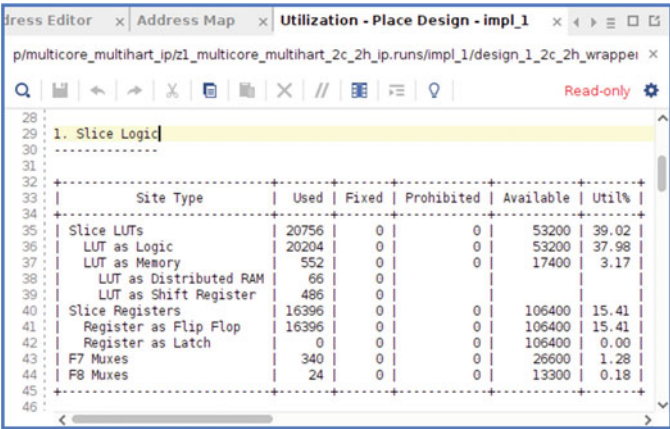 dress Editor × Address Map × Utilization - Place Design - impl_1 ×
p/multicore_multihart_ip/z1_multicore_multihart_2c_2h_ip.runs/impl_1/design_1_2c_2h_wrapper ×
Read-only
28
29 1. Slice Logic
30 --------------
31
32 +----------------------------+-------+-------+------------+-----------+-------+
33 | Site Type | Used | Fixed | Prohibited | Available | Util% |
34 +----------------------------+-------+-------+------------+-----------+-------+
35 | Slice LUTs | 20756 | 0 | 0 | 53200 | 39.02 |
36 | LUT as Logic | 20204 | 0 | 0 | 53200 | 37.98 |
37 | LUT as Memory | 552 | 0 | 0 | 17400 | 3.17 |
38 | LUT as Distributed RAM | 66 | 0 | | | |
39 | LUT as Shift Register | 486 | 0 | | | |
40 | Slice Registers | 16396 | 0 | 0 | 106400 | 15.41 |
41 | Register as Flip Flop | 16396 | 0 | 0 | 106400 | 15.41 |
42 | Register as Latch | 0 | 0 | 0 | 106400 | 0.00 |
43 | F7 Muxes | 340 | 0 | 0 | 26600 | 1.28 |
44 | F8 Muxes | 24 | 0 | 0 | 13300 | 0.18 |
45 +----------------------------+-------+-------+------------+-----------+-------+
46